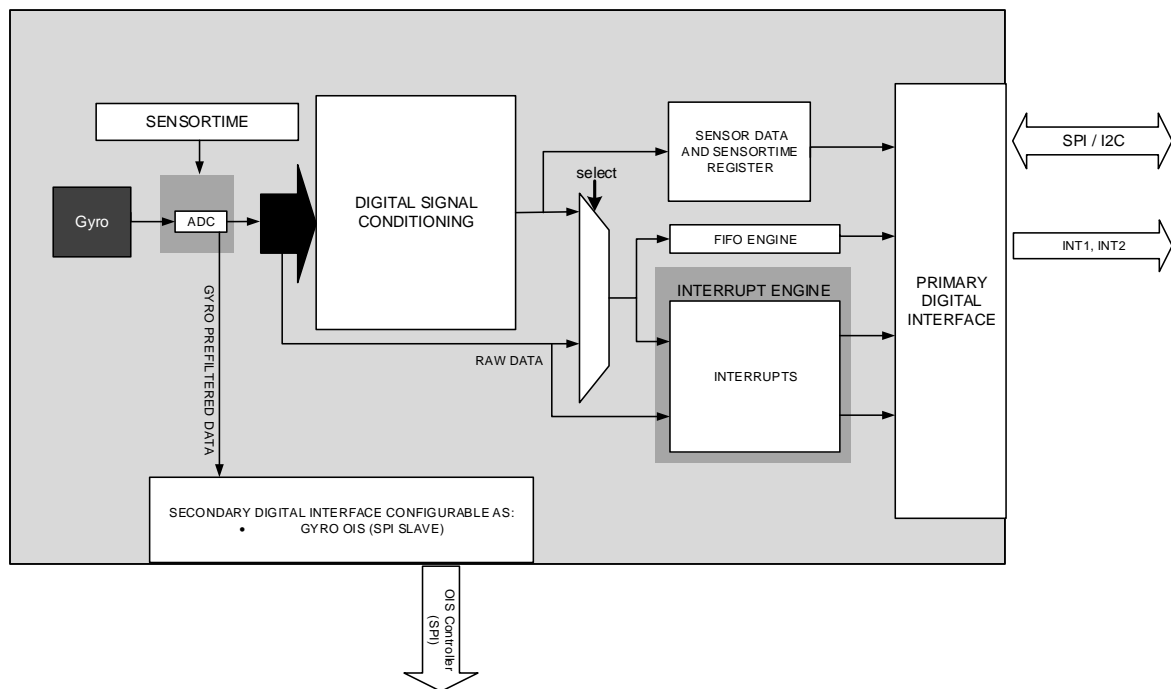 SENSORTIME
Gyro
ADC
DIGITAL SIGNAL
CONDITIONING
select
SENSOR DATA
AND SENSORTIME
REGISTER
FIFO ENGINE
INTERRUPT ENGINE
INTERRUPTS
PRIMARY
DIGITAL
INTERFACE
SPI / I2C
INT1, INT2
RAW DATA
GYRO PREFILTERED DATA
SECONDARY DIGITAL INTERFACE CONFIGURABLE AS:
• GYRO OIS (SPI SLAVE)
OIS Controller
(SPI)